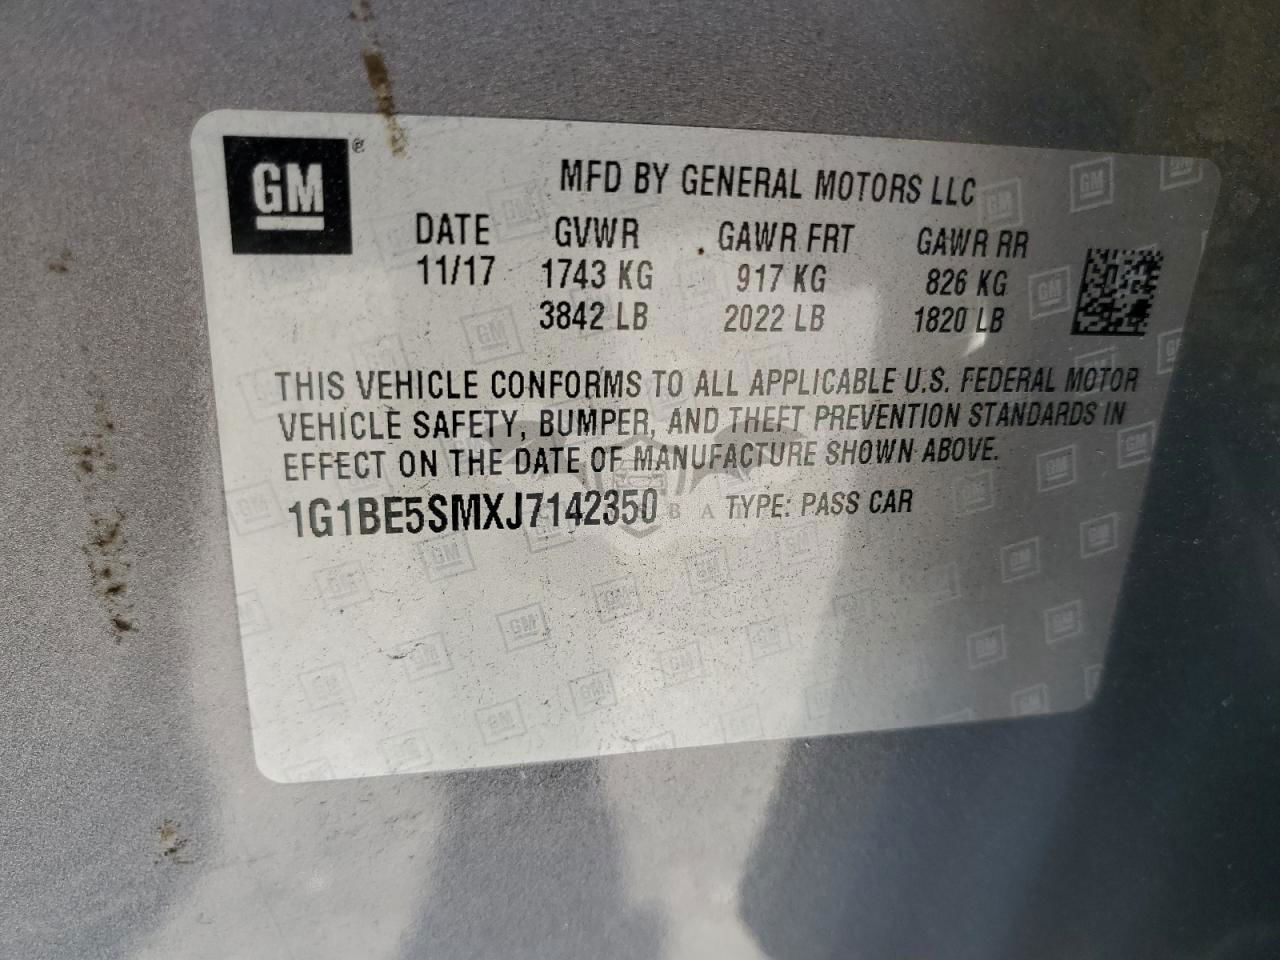 GM®
MFD BY GENERAL MOTORS LLC
DATE GVWR GAWR FRT GAWR RR
11/17 1743 KG 917 KG 826 KG
3842 LB 2022 LB 1820 LB
THIS VEHICLE CONFORMS TO ALL APPLICABLE U.S. FEDERAL MOTOR
VEHICLE SAFETY, BUMPER, AND THEFT PREVENTION STANDARDS IN
EFFECT ON THE DATE OF MANUFACTURE SHOWN ABOVE.
1G1BE5SMXJ7142350 TYPE: PASS CAR